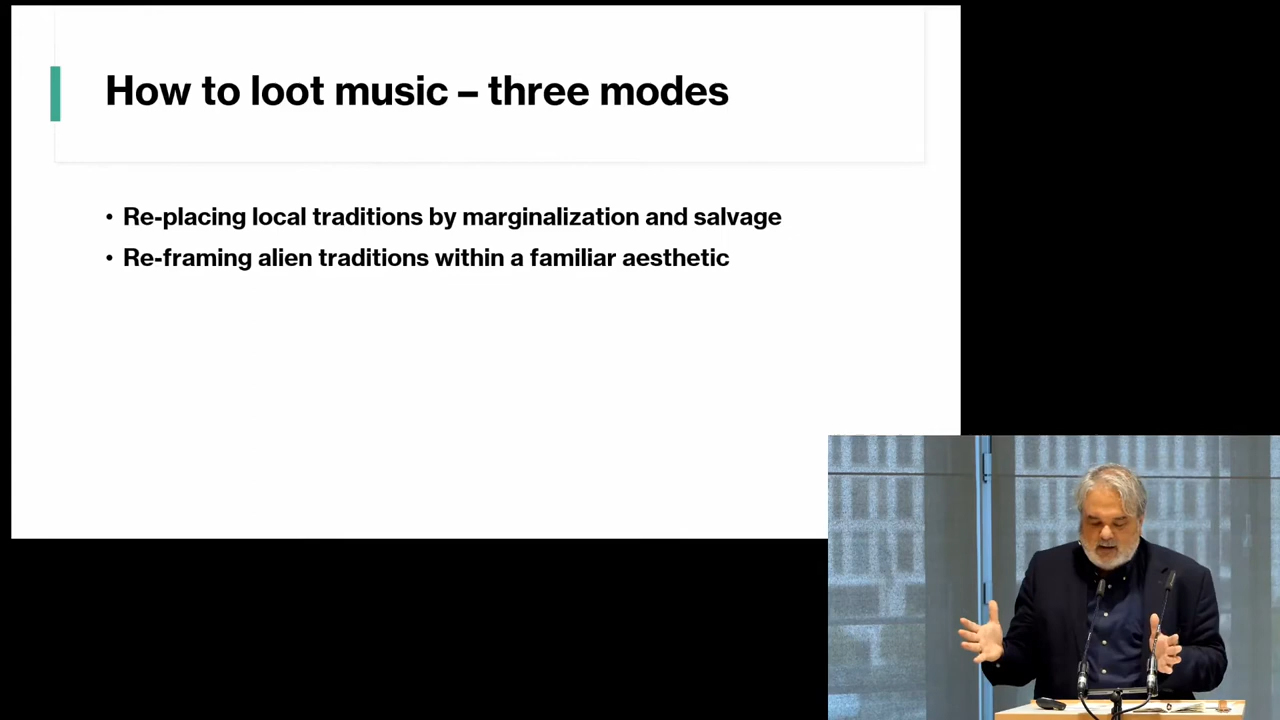 How to loot music – three modes
• Re-placing local traditions by marginalization and salvage
• Re-framing alien traditions within a familiar aesthetic